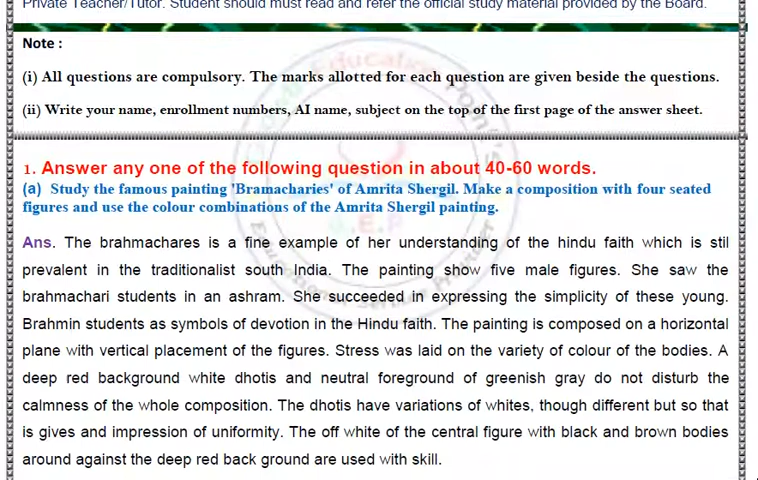 Private Teacher/Tutor. Student should must read and refer the official study material provided by the Board.
Note :
(i) All questions are compulsory. The marks allotted for each question are given beside the questions.
(ii) Write your name, enrollment numbers, AI name, subject on the top of the first page of the answer sheet.
1. Answer any one of the following question in about 40-60 words.
(a) Study the famous painting 'Bramacharies' of Amrita Shergil. Make a composition with four seated
figures and use the colour combinations of the Amrita Shergil painting.
Ans. The brahmachares is a fine example of her understanding of the hindu faith which is stil
prevalent in the traditionalist south India. The painting show five male figures. She saw the
brahmachari students in an ashram. She succeeded in expressing the simplicity of these young.
Brahmin students as symbols of devotion in the Hindu faith. The painting is composed on a horizontal
plane with vertical placement of the figures. Stress was laid on the variety of colour of the bodies. A
deep red background white dhotis and neutral foreground of greenish gray do not disturb the
calmness of the whole composition. The dhotis have variations of whites, though different but so that
is gives and impression of uniformity. The off white of the central figure with black and brown bodies
around against the deep red back ground are used with skill.